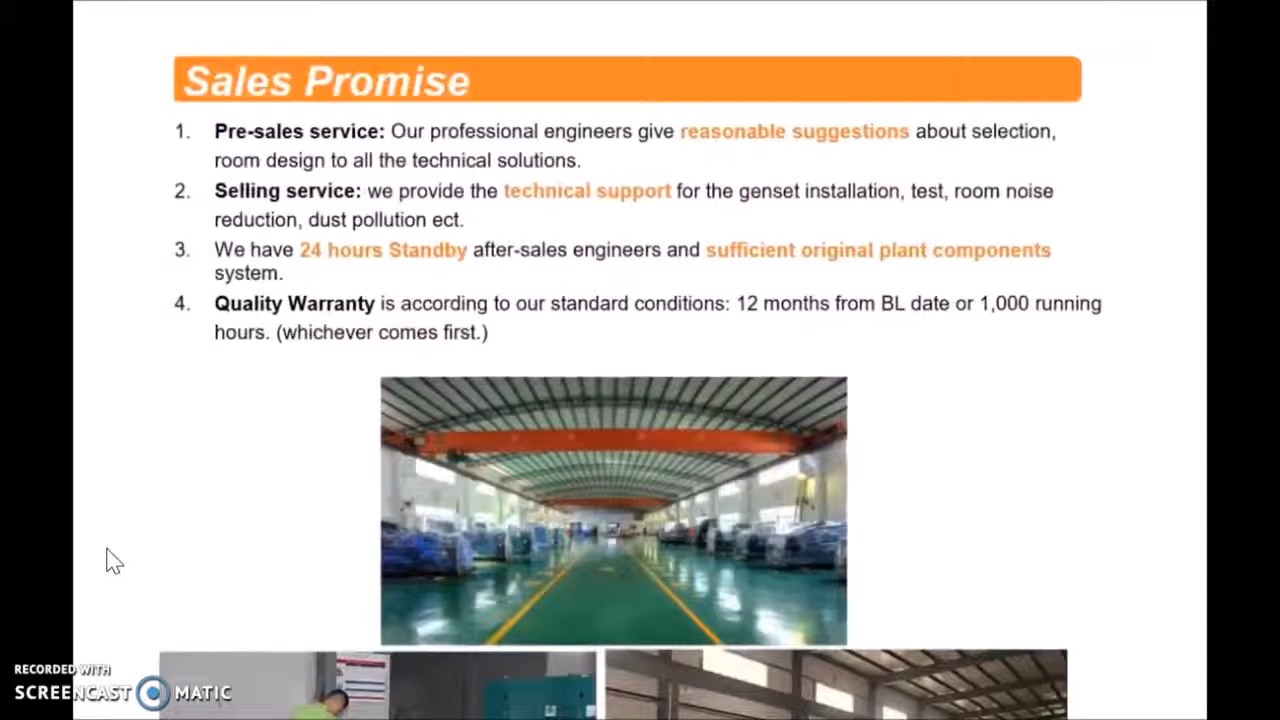 Sales Promise
1. Pre-sales service: Our professional engineers give reasonable suggestions about selection,
room design to all the technical solutions.
2. Selling service: we provide the technical support for the genset installation, test, room noise
reduction, dust pollution ect.
3. We have 24 hours Standby after-sales engineers and sufficient original plant components
system.
4. Quality Warranty is according to our standard conditions: 12 months from BL date or 1,000 running
hours. (whichever comes first.)
RECORDED WITH
SCREENCAST MATIC